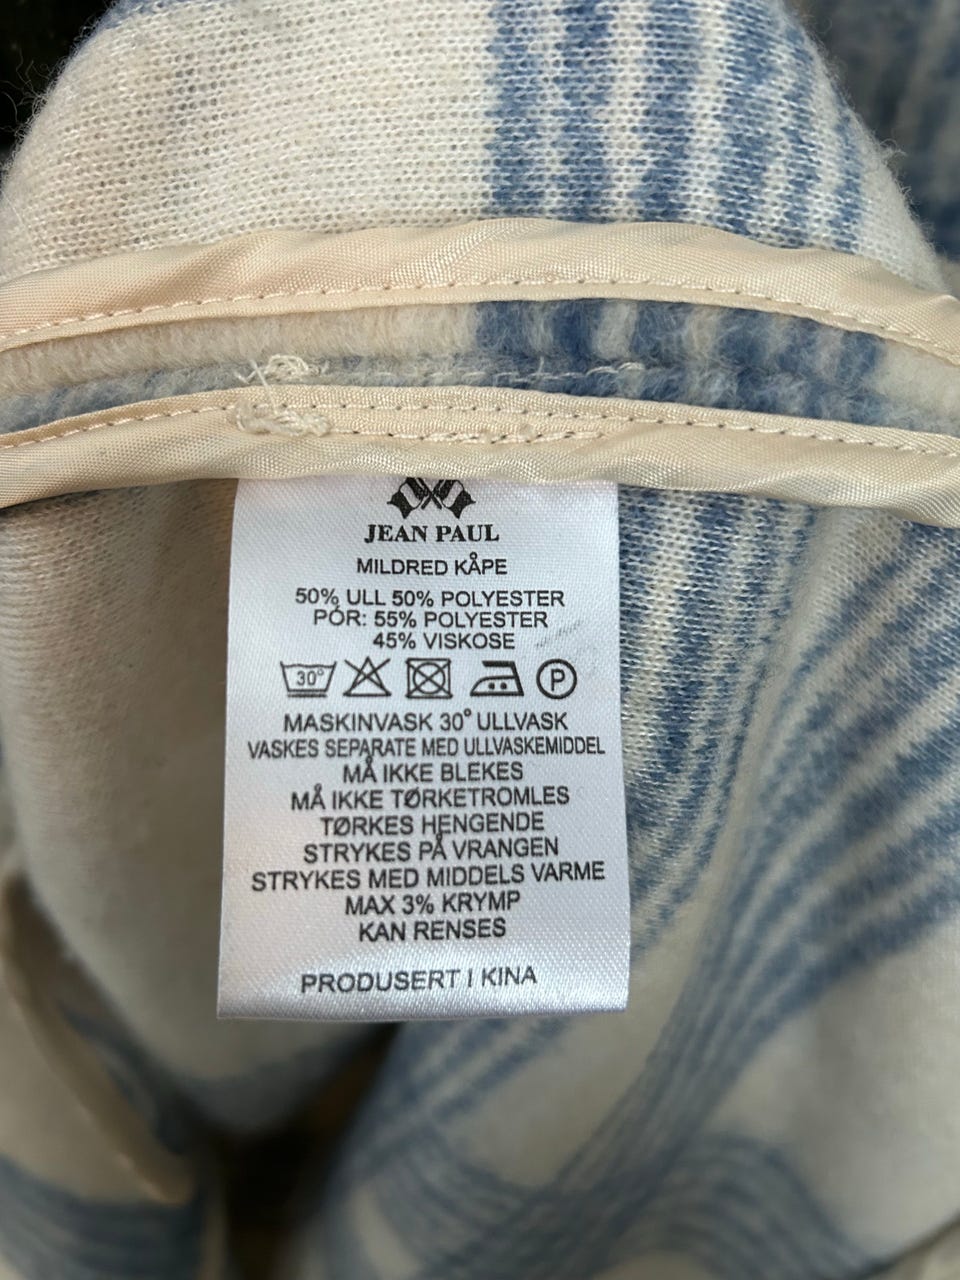 JEAN PAUL
MILDRED KÅPE
50% ULL 50% POLYESTER
PÓR: 55% POLYESTER
45% VISKOSE
30°
P
MASKINVASK 30° ULLVASK
VASKES SEPARATE MED ULLVASKEMIDDEL
MÅ IKKE BLEKES
MÅ IKKE TØRKETROMLES
TØRKES HENGENDE
STRYKES PÅ VRANGEN
STRYKES MED MIDDELS VARME
MAX 3% KRYMP
KAN RENSES
PRODUSERT I KINA